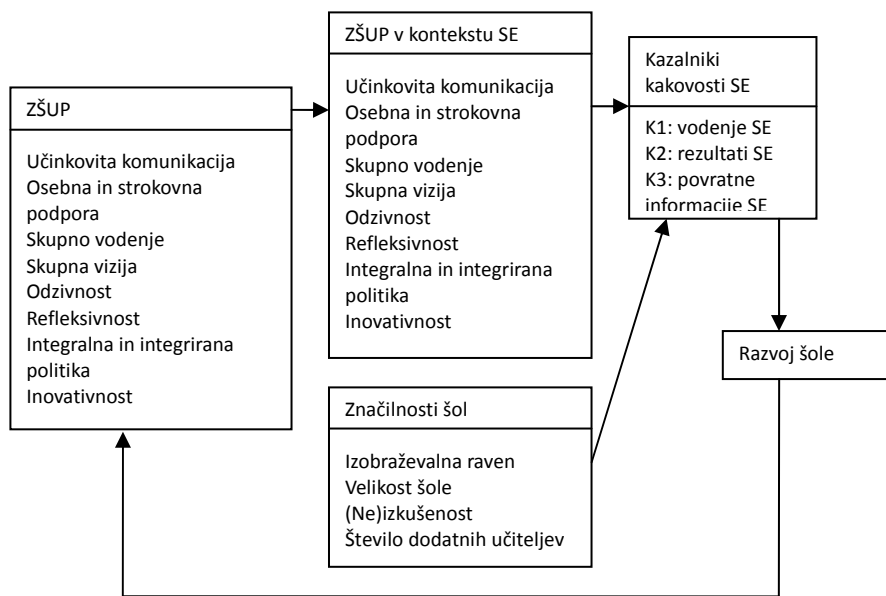 ZŠUP
Učinkovita komunikacija
Osebna in strokovna
podpora
Skupno vodenje
Skupna vizija
Odzivnost
Refleksivnost
Integralna in integrirana
politika
Inovativnost
ZŠUP v kontekstu SE
Učinkovita komunikacija
Osebna in strokovna
podpora
Skupno vodenje
Skupna vizija
Odzivnost
Refleksivnost
Integralna in integrirana
politika
Inovativnost
Značilnosti šol
Izobraževalna raven
Velikost šole
(Ne)izkušenost
Število dodatnih učiteljev
Kazalniki
kakovosti SE
K1: vodenje SE
K2: rezultati SE
K3: povratne
informacije SE
Razvoj šole